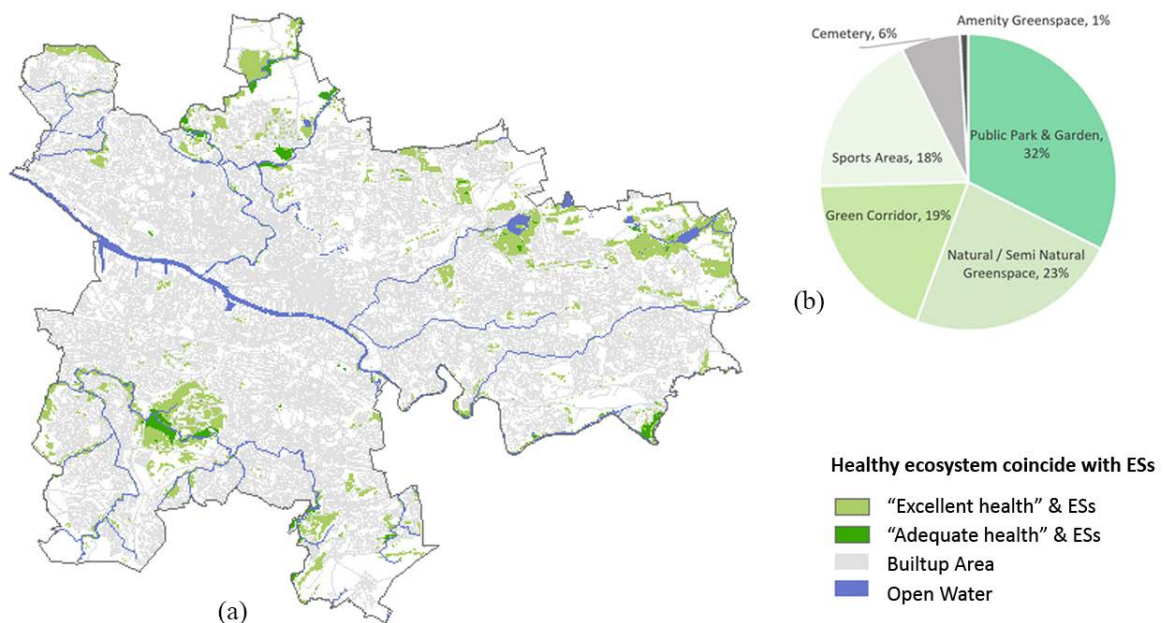 Amenity Greenspace, 1%
Cemetery, 6%
Public Park & Garden,
32%
Sports Areas, 18%
Green Corridor, 19%
Natural / Semi Natural
Greenspace, 23%
(b)
(a)
Healthy ecosystem coincide with ESs
“Excellent health” & ESs
“Adequate health” & ESs
Builtup Area
Open Water